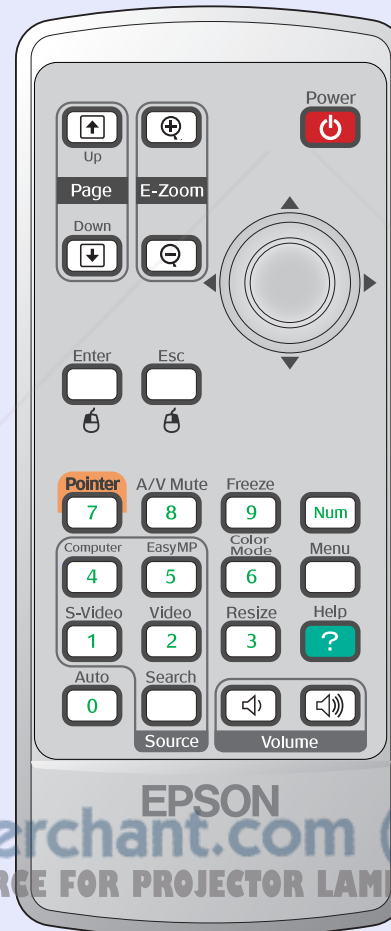 Power
Up
Page
E-Zoom
Down
Enter
Esc
Pointer
A/V Mute
Freeze
7
8
9
Num
Computer
EasyMP
Color
Mode
Menu
4
5
6
S-Video
Video
Resize
Help
1
2
3
?
Auto
Search
0
Source
Volume
EPSON
erchant.com (
RCE FOR PROJECTOR LAM